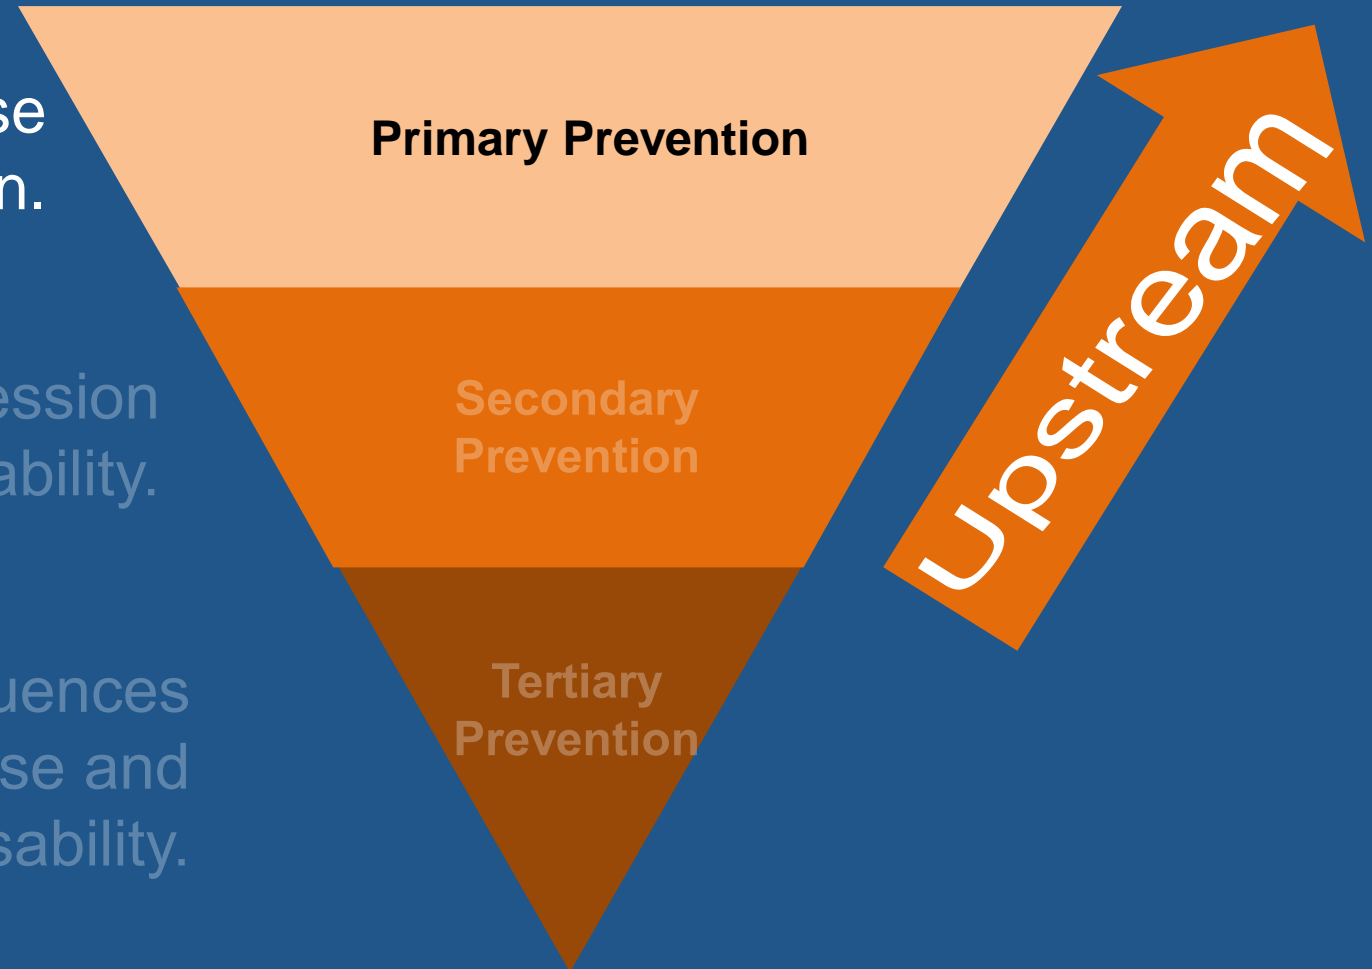 se
n.
Primary Prevention
ession
ability.
Secondary
Prevention
uences
se and
sability.
Tertiary
Prevention
Upstream